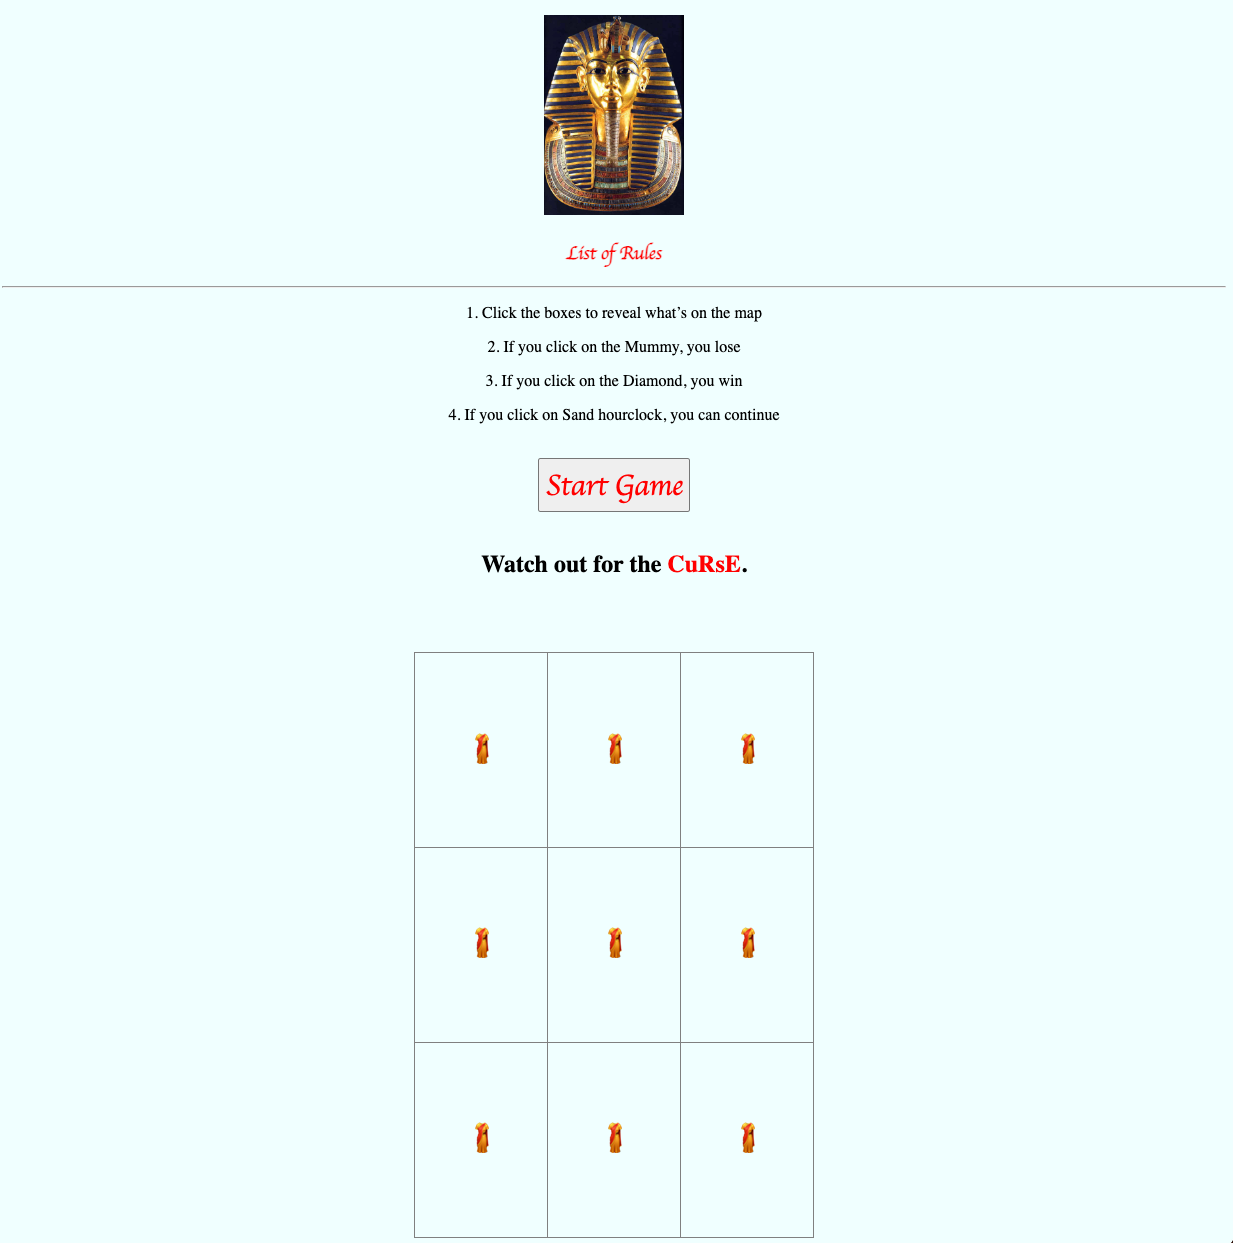 List of Rules
1. Click the boxes to reveal what’s on the map
2. If you click on the Mummy, you lose
3. If you click on the Diamond, you win
4. If you click on Sand hourclock, you can continue
Start Game
Watch out for the CuRsE.